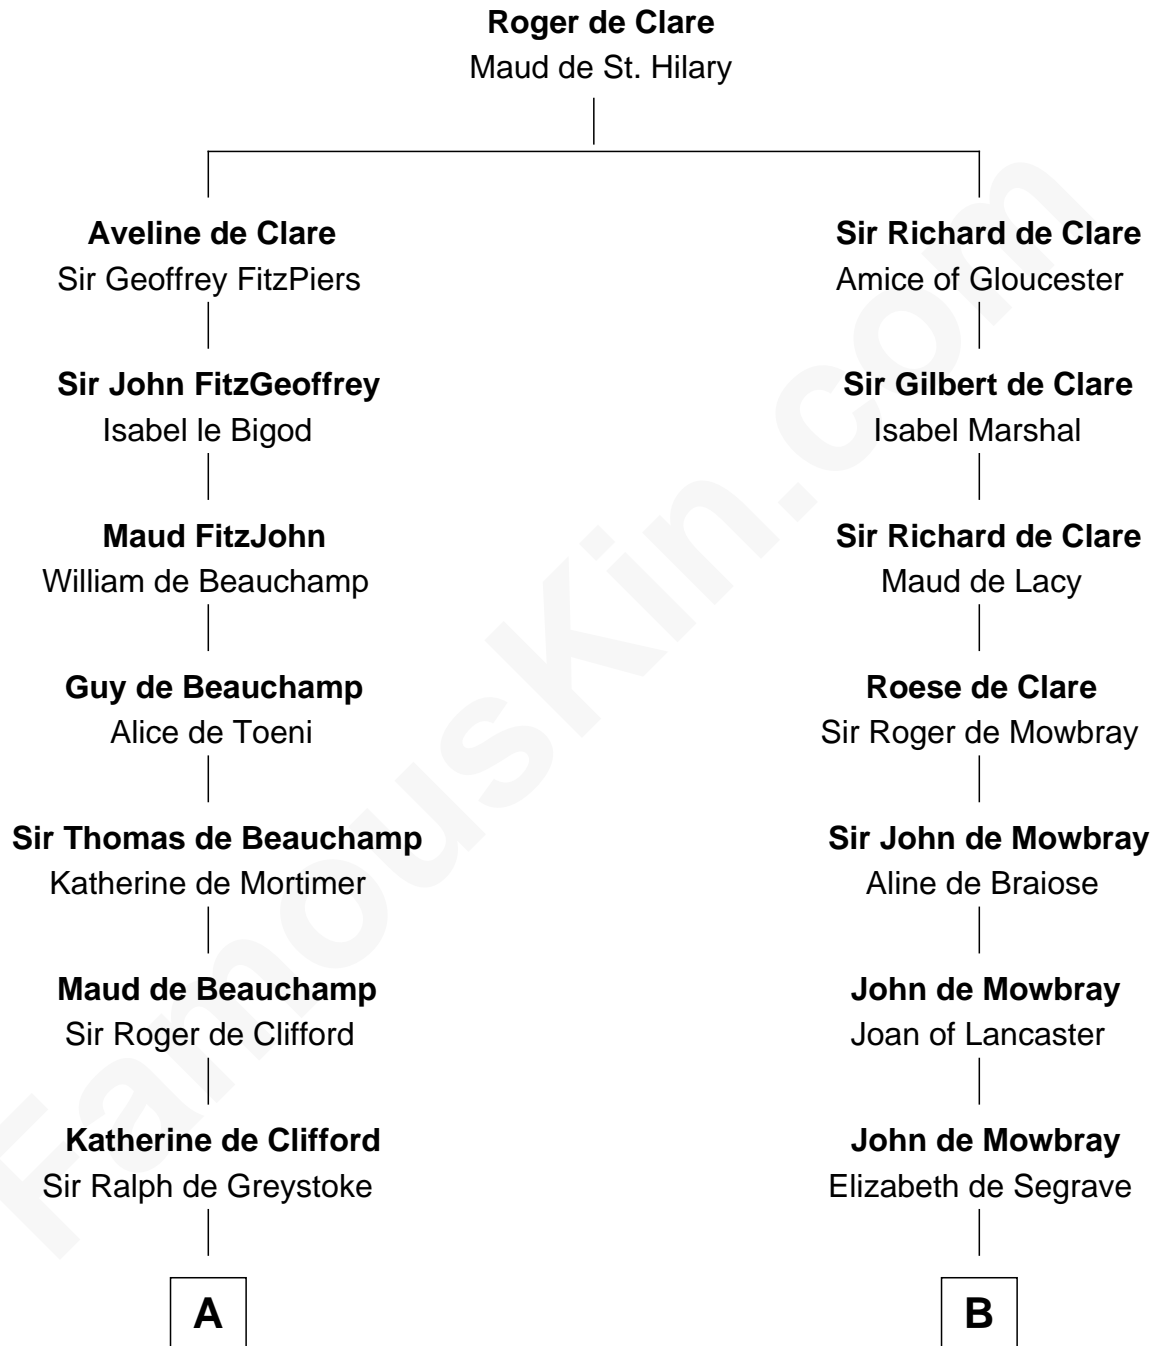 Roger de Clare
Maud de St. Hilary
Aveline de Clare
Sir Geoffrey FitzPiers
Sir John FitzGeoffrey
Isabel le Bigod
Maud FitzJohn
William de Beauchamp
Guy de Beauchamp
Alice de Toeni
Sir Thomas de Beauchamp
Katherine de Mortimer
Maud de Beauchamp
Sir Roger de Clifford
Katherine de Clifford
Sir Ralph de Greystoke
A
Sir Richard de Clare
Amice of Gloucester
Sir Gilbert de Clare
Isabel Marshal
Sir Richard de Clare
Maud de Lacy
Roese de Clare
Sir Roger de Mowbray
Sir John de Mowbray
Aline de Braiose
John de Mowbray
Joan of Lancaster
John de Mowbray
Elizabeth de Segrave
B
FamousKin.com